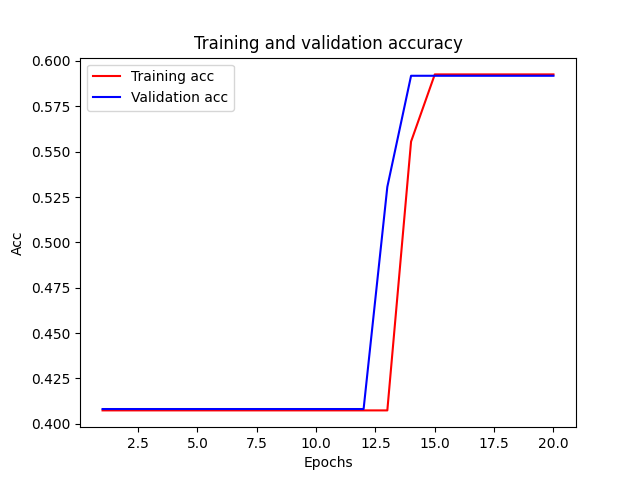 Training and validation accuracy
Training acc
Validation acc
0.600
0.575
0.550
0.525
0.500
0.475
0.450
0.425
0.400
Acc
2.5 5.0 7.5 10.0 12.5 15.0 17.5 20.0
Epochs